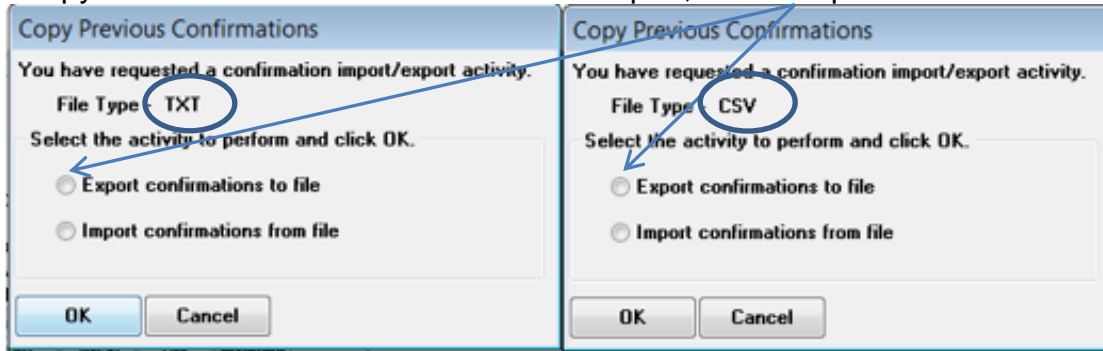 Copy Previous Confirmations
You have requested a confirmation import/export activity.
File Type - TXT
Select the activity to perform and click OK.
Export confirmations to file
Import confirmations from file
OK Cancel
Copy Previous Confirmations
You have requested a confirmation import/export activity.
File Type - CSV
Select the activity to perform and click OK.
Export confirmations to file
Import confirmations from file
OK Cancel